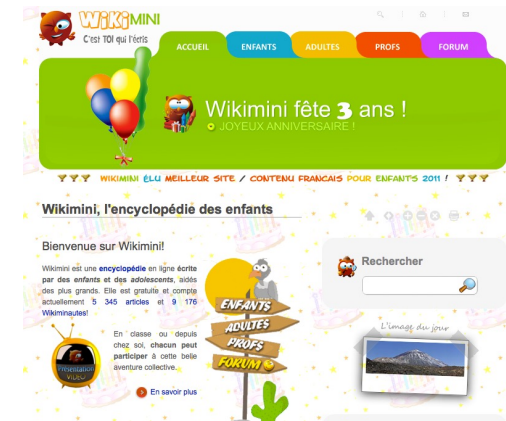 WIKIMINI
C'est TOI qui l'écris
ACCUEIL ENFANTS ADULTES PROFS FORUM
Wikimini fête 3 ans !
JOYEUX ANNIVERSAIRE !
WIKIMINI ÉLU MEILLEUR SITE / CONTENU FRANCAIS POUR ENFANTS 2011 !
Wikimini, l'encyclopédie des enfants
Bienvenue sur Wikimini!
Wikimini est une encyclopédie en ligne écrite
par des enfants et des adolescents, aidés
des plus grands. Elle est gratuite et compte
actuellement 5 345 articles et 9 176
Wikiminautes!
Présentation
VIDÉO
En classe ou depuis
chez soi, chacun peut
participer à cette belle
aventure collective.
En savoir plus
ENFANTS
ADULTES
PROFS
FORUM
Rechercher
L'image du jour